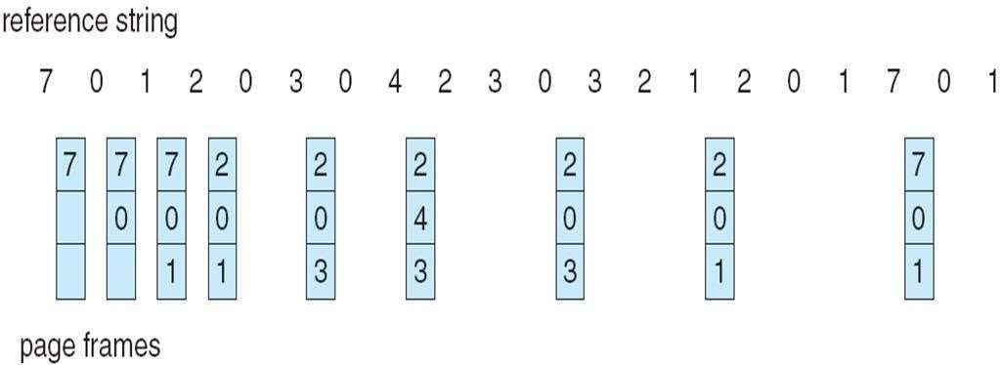 reference string
7 0 1 2 0 3 0 4 2 3 0 3 2 1 2 0 1 7 0 1
7 7 7 2 2 2 2 2 7
0 0 0 0 4 0 0 0
1 1 3 3 3 1 1
page frames